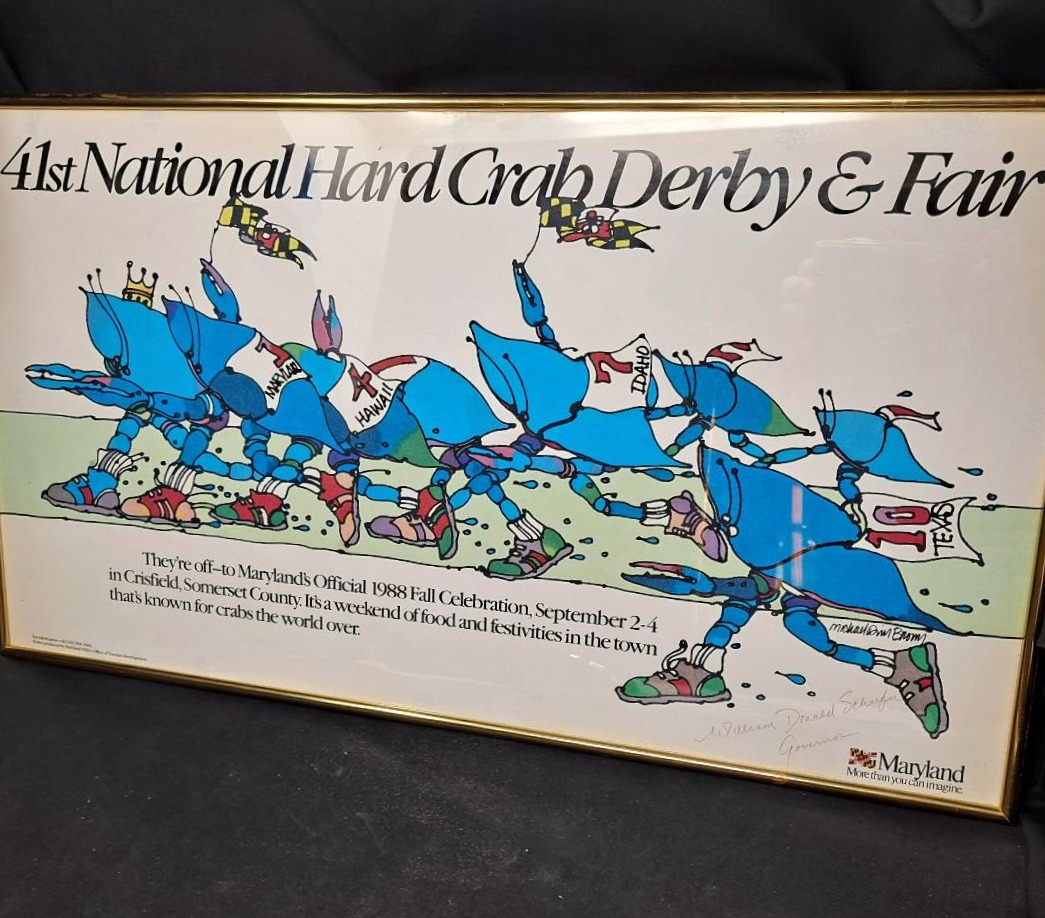 41st National Hard Crab Derby & Fair
1
MARYLAND
4
HAWAII
7
IDAHO
10
TEXAS
They're off–to Maryland's Official 1988 Fall Celebration, September 2-4
in Crisfield, Somerset County. It's a weekend of food and festivities in the town
that's known for crabs the world over.
William Donald Schaefer
Governor
Maryland
More than you can imagine.